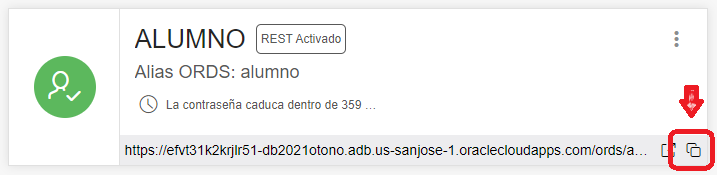 ALUMNO REST Activado
Alias ORDS: alumno
La contraseña caduca dentro de 359 ...
https://efvt31k2krjlr51-db2021otono.adb.us-sanjose-1.oraclecloudapps.com/ords/a...